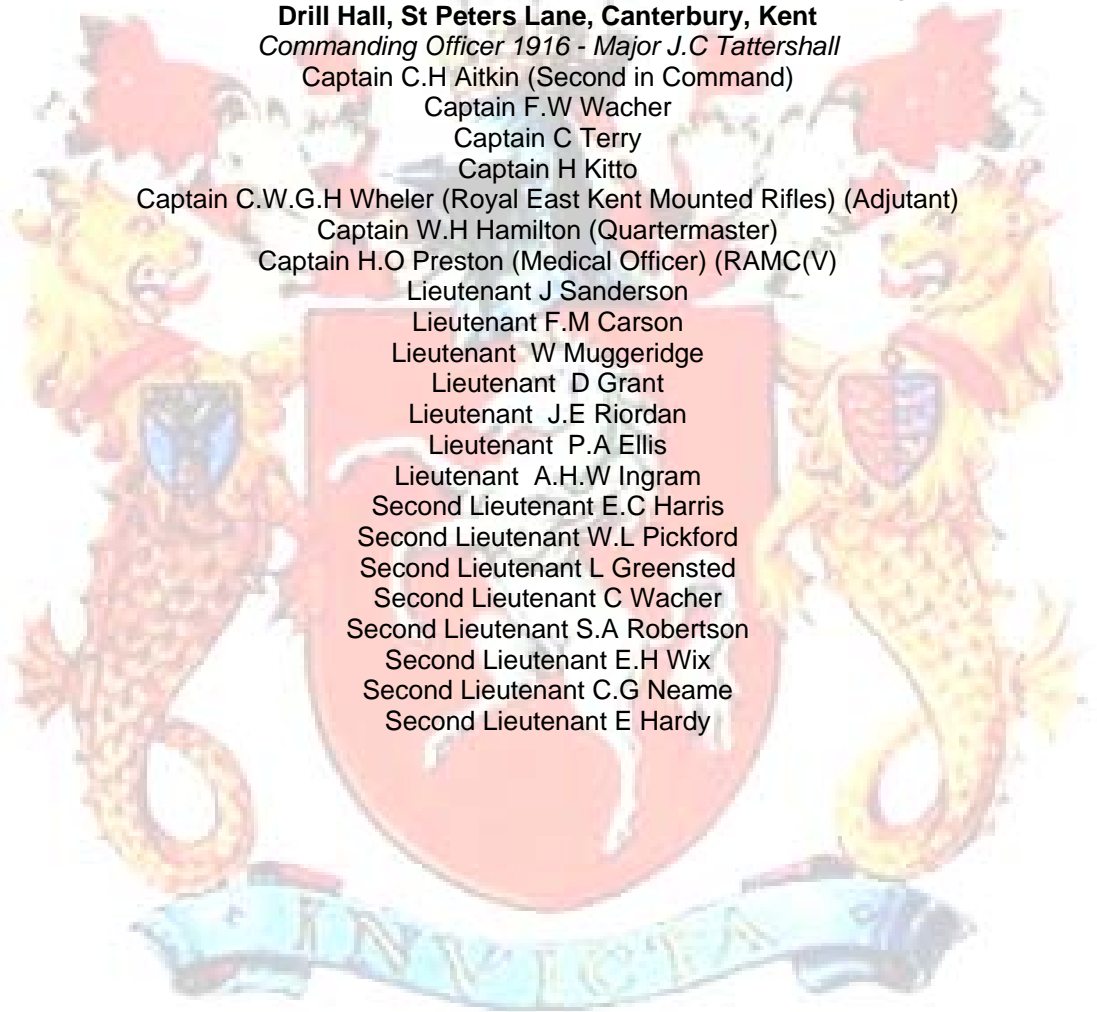 Drill Hall, St Peters Lane, Canterbury, Kent
Commanding Officer 1916 - Major J.C Tattershall
Captain C.H Aitkin (Second in Command)
Captain F.W Wacher
Captain C Terry
Captain H Kitto
Captain C.W.G.H Wheler (Royal East Kent Mounted Rifles) (Adjutant)
Captain W.H Hamilton (Quartermaster)
Captain H.O Preston (Medical Officer) (RAMC(V)
Lieutenant J Sanderson
Lieutenant F.M Carson
Lieutenant W Muggeridge
Lieutenant D Grant
Lieutenant J.E Riordan
Lieutenant P.A Ellis
Lieutenant A.H.W Ingram
Second Lieutenant E.C Harris
Second Lieutenant W.L Pickford
Second Lieutenant L Greensted
Second Lieutenant C Wacher
Second Lieutenant S.A Robertson
Second Lieutenant E.H Wix
Second Lieutenant C.G Neame
Second Lieutenant E Hardy
INVICTA